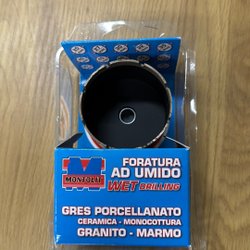 FORATURA
AD UMIDO
MONTOLIT
WET DRILLING
GRES PORCELLANATO
CERAMICA - MONOCOTTURA
GRANITO - MARMO